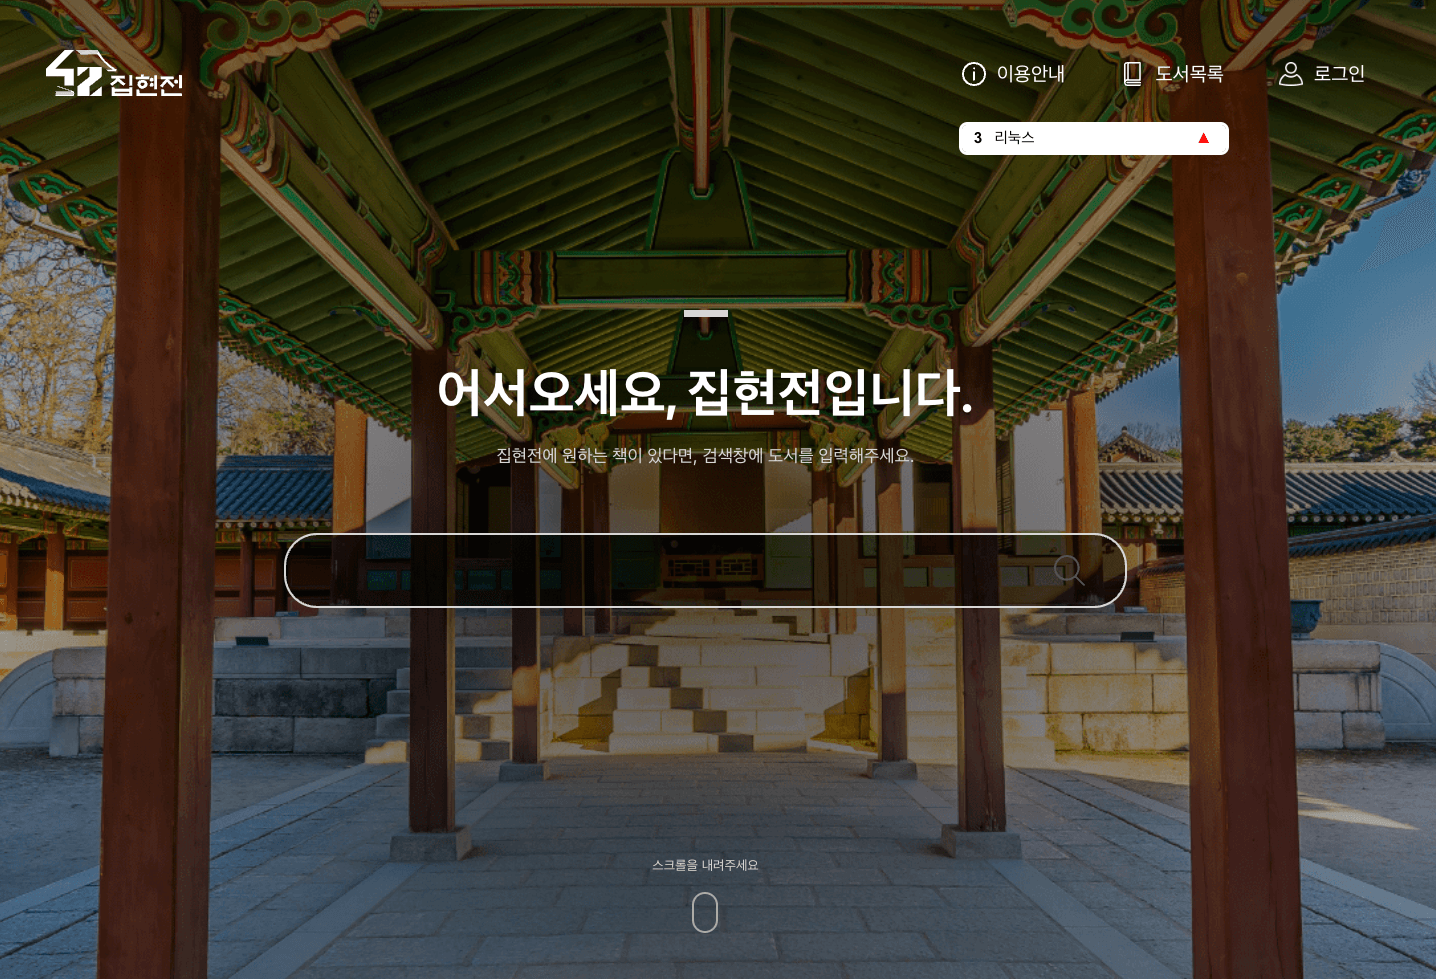 42 집현전
이용안내
도서목록
로그인
3 리눅스 ▲
어서오세요, 집현전입니다.
집현전에 원하는 책이 있다면, 검색창에 도서를 입력해주세요.
스크롤을 내려주세요